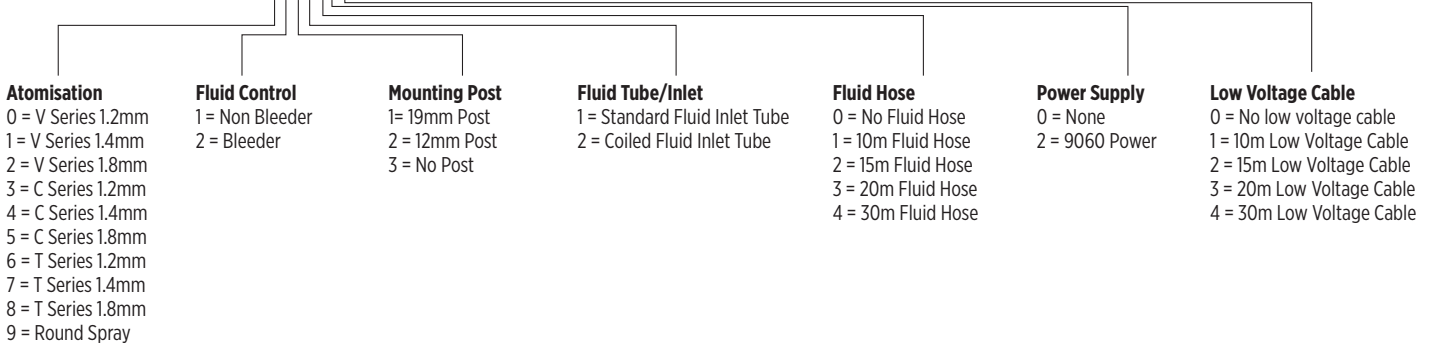 Atomisation
0 = V Series 1.2mm
1 = V Series 1.4mm
2 = V Series 1.8mm
3 = C Series 1.2mm
4 = C Series 1.4mm
5 = C Series 1.8mm
6 = T Series 1.2mm
7 = T Series 1.4mm
8 = T Series 1.8mm
9 = Round Spray
Fluid Control
1 = Non Bleeder
2 = Bleeder
Mounting Post
1= 19mm Post
2 = 12mm Post
3 = No Post
Fluid Tube/Inlet
1 = Standard Fluid Inlet Tube
2 = Coiled Fluid Inlet Tube
Fluid Hose
0 = No Fluid Hose
1 = 10m Fluid Hose
2 = 15m Fluid Hose
3 = 20m Fluid Hose
4 = 30m Fluid Hose
Power Supply
0 = None
2 = 9060 Power
Low Voltage Cable
0 = No low voltage cable
1 = 10m Low Voltage Cable
2 = 15m Low Voltage Cable
3 = 20m Low Voltage Cable
4 = 30m Low Voltage Cable